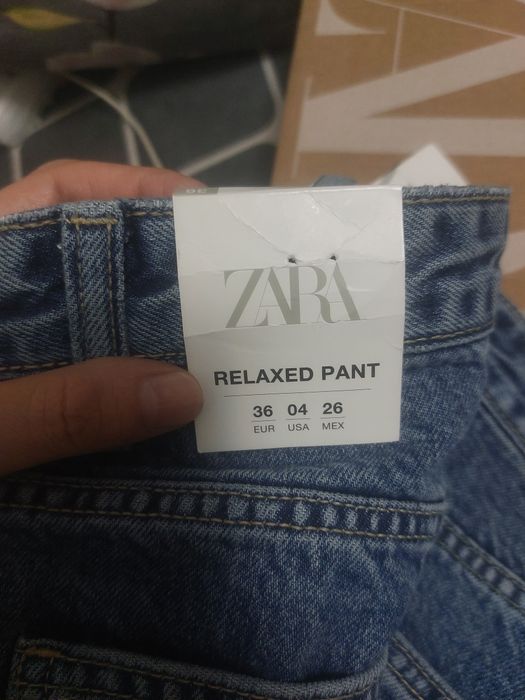 ZARA
RELAXED PANT
36 04 26
EUR USA MEX